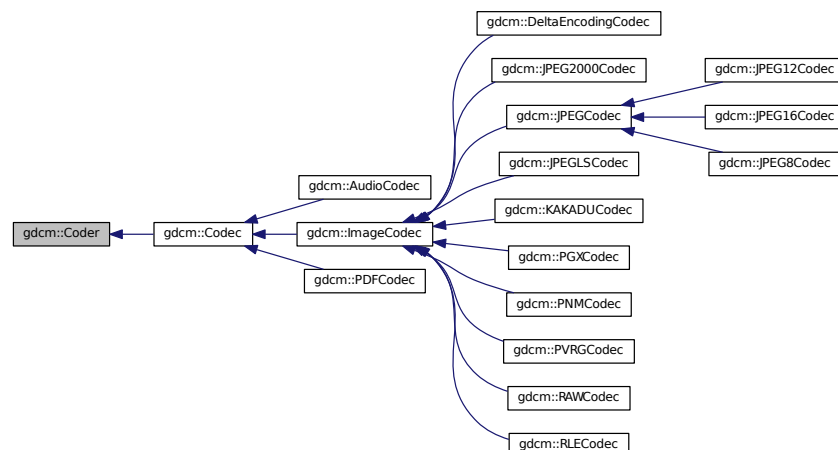 gdcm::DeltaEncodingCodec
gdcm::JPEG2000Codec
gdcm::JPEG12Codec
gdcm::JPEGCodec
gdcm::JPEG16Codec
gdcm::JPEG8Codec
gdcm::JPEGLSCodec
gdcm::AudioCodec
gdcm::KAKADUCodec
gdcm::Coder
gdcm::Codec
gdcm::ImageCodec
gdcm::PGXCodec
gdcm::PDFCodec
gdcm::PNMCodec
gdcm::PVRGCodec
gdcm::RAWCodec
gdcm::RLECodec